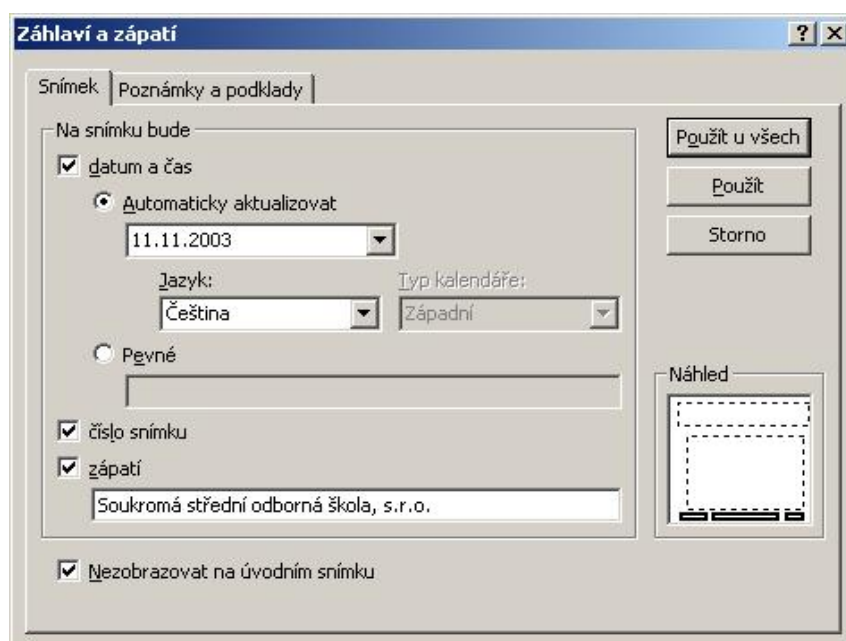 Záhlaví a zápatí
Snímek
Poznámky a podklady
Na snímku bude
datum a čas
Automaticky aktualizovat
11.11.2003
Jazyk:
Typ kalendáře:
Čeština
Západní
Pevné
číslo snímku
zápatí
Soukromá střední odborná škola, s.r.o.
Nezobrazovat na úvodním snímku
Použít u všech
Použít
Storno
Náhled